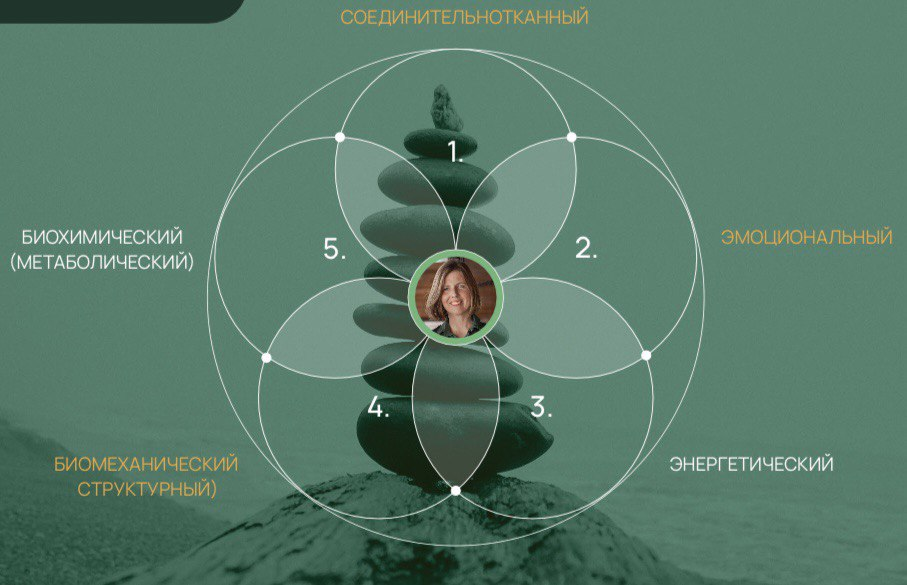 СОЕДИНИТЕЛЬНОТКАННЫЙ
1.
БИОХИМИЧЕСКИЙ
(МЕТАБОЛИЧЕСКИЙ)
5.
2.
ЭМОЦИОНАЛЬНЫЙ
4.
3.
БИОМЕХАНИЧЕСКИЙ
СТРУКТУРНЫЙ)
ЭНЕРГЕТИЧЕСКИЙ